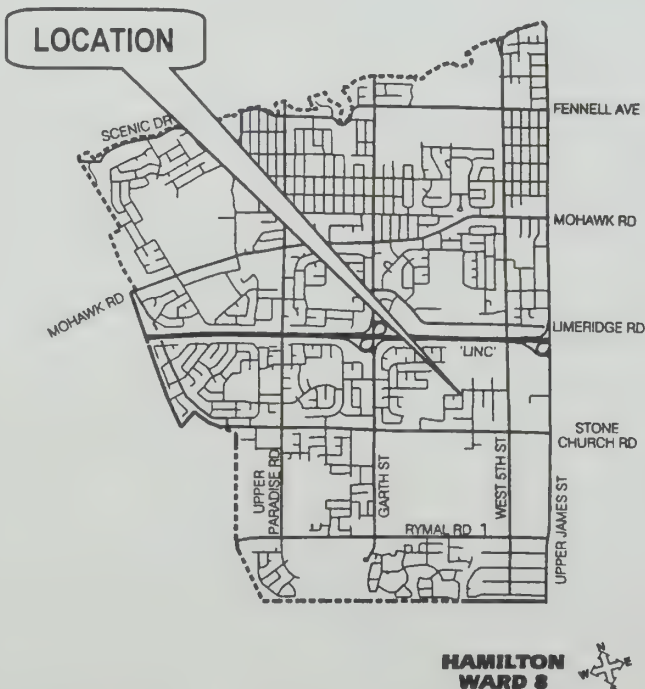 LOCATION
SCENIC DR
FENNELL AVE
MOHAWK RD
MOHAWK RD
LIMERIDGE RD
'LINC'
STONE
CHURCH RD
UPPER
PARADISE RD
GARTH ST
WEST 5TH ST
UPPER JAMES ST
RYMAL RD
HAMILTON
WARD 8
N
E
W
S